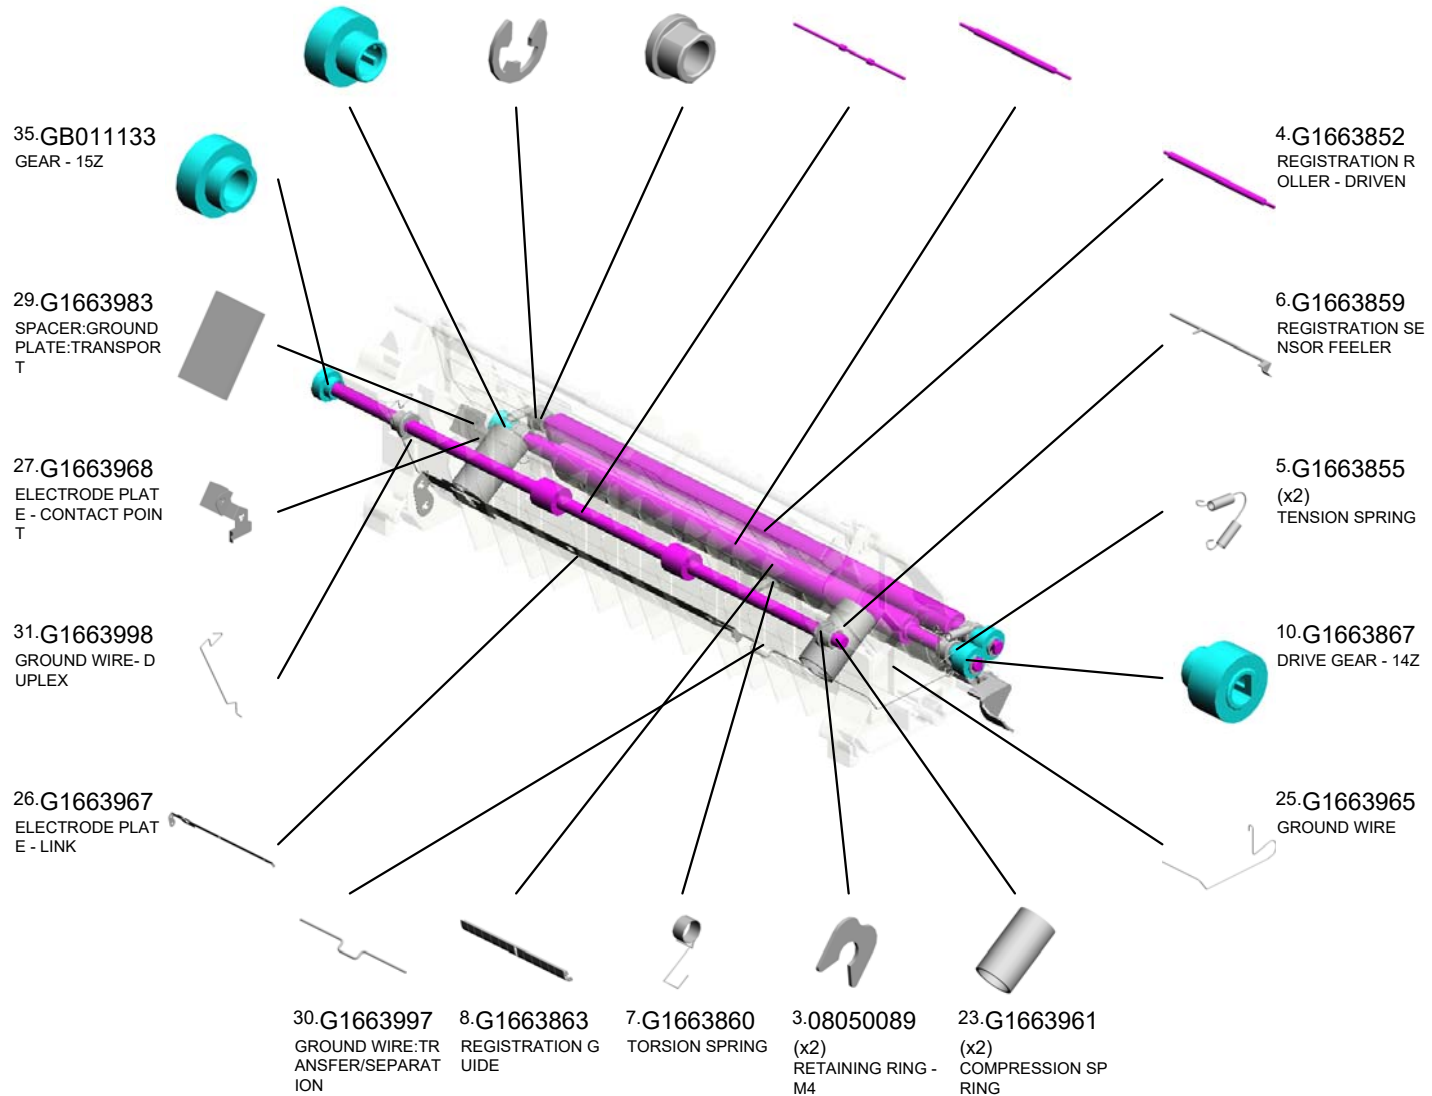 35.GB011133
GEAR - 15Z
29.G1663983
SPACER:GROUND
PLATE:TRANSPOR
T
27.G1663968
ELECTRODE PLAT
E - CONTACT POIN
T
31.G1663998
GROUND WIRE- D
UPLEX
26.G1663967
ELECTRODE PLAT
E - LINK
4.G1663852
REGISTRATION R
OLLER - DRIVEN
6.G1663859
REGISTRATION SE
NSOR FEELER
5.G1663855
(x2)
TENSION SPRING
10.G1663867
DRIVE GEAR - 14Z
25.G1663965
GROUND WIRE
30.G1663997
GROUND WIRE:TR
ANSFER/SEPARAT
ION
8.G1663863
REGISTRATION G
UIDE
7.G1663860
TORSION SPRING
3.08050089
(x2)
RETAINING RING -
M4
23.G1663961
(x2)
COMPRESSION SP
RING